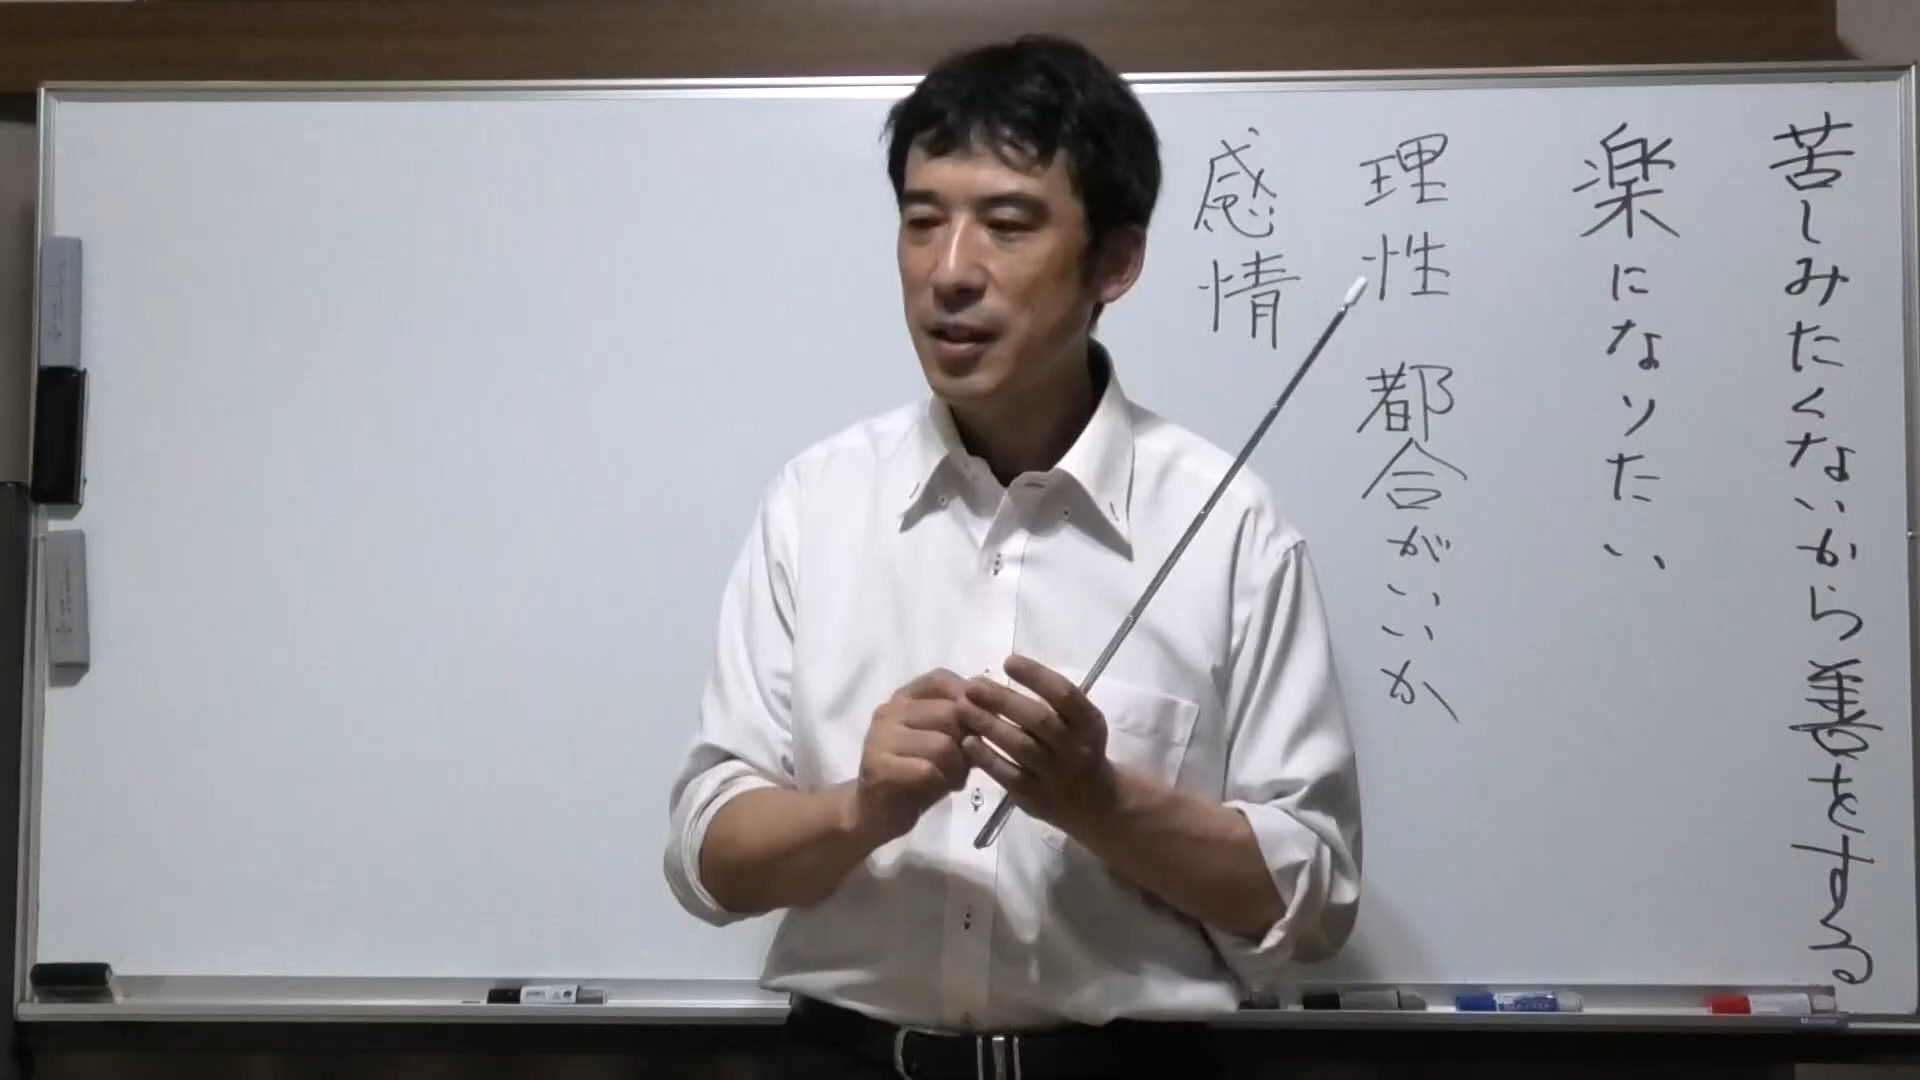 苦しみたくないから善をする
楽になりたい
理性 都合がいいか
感情